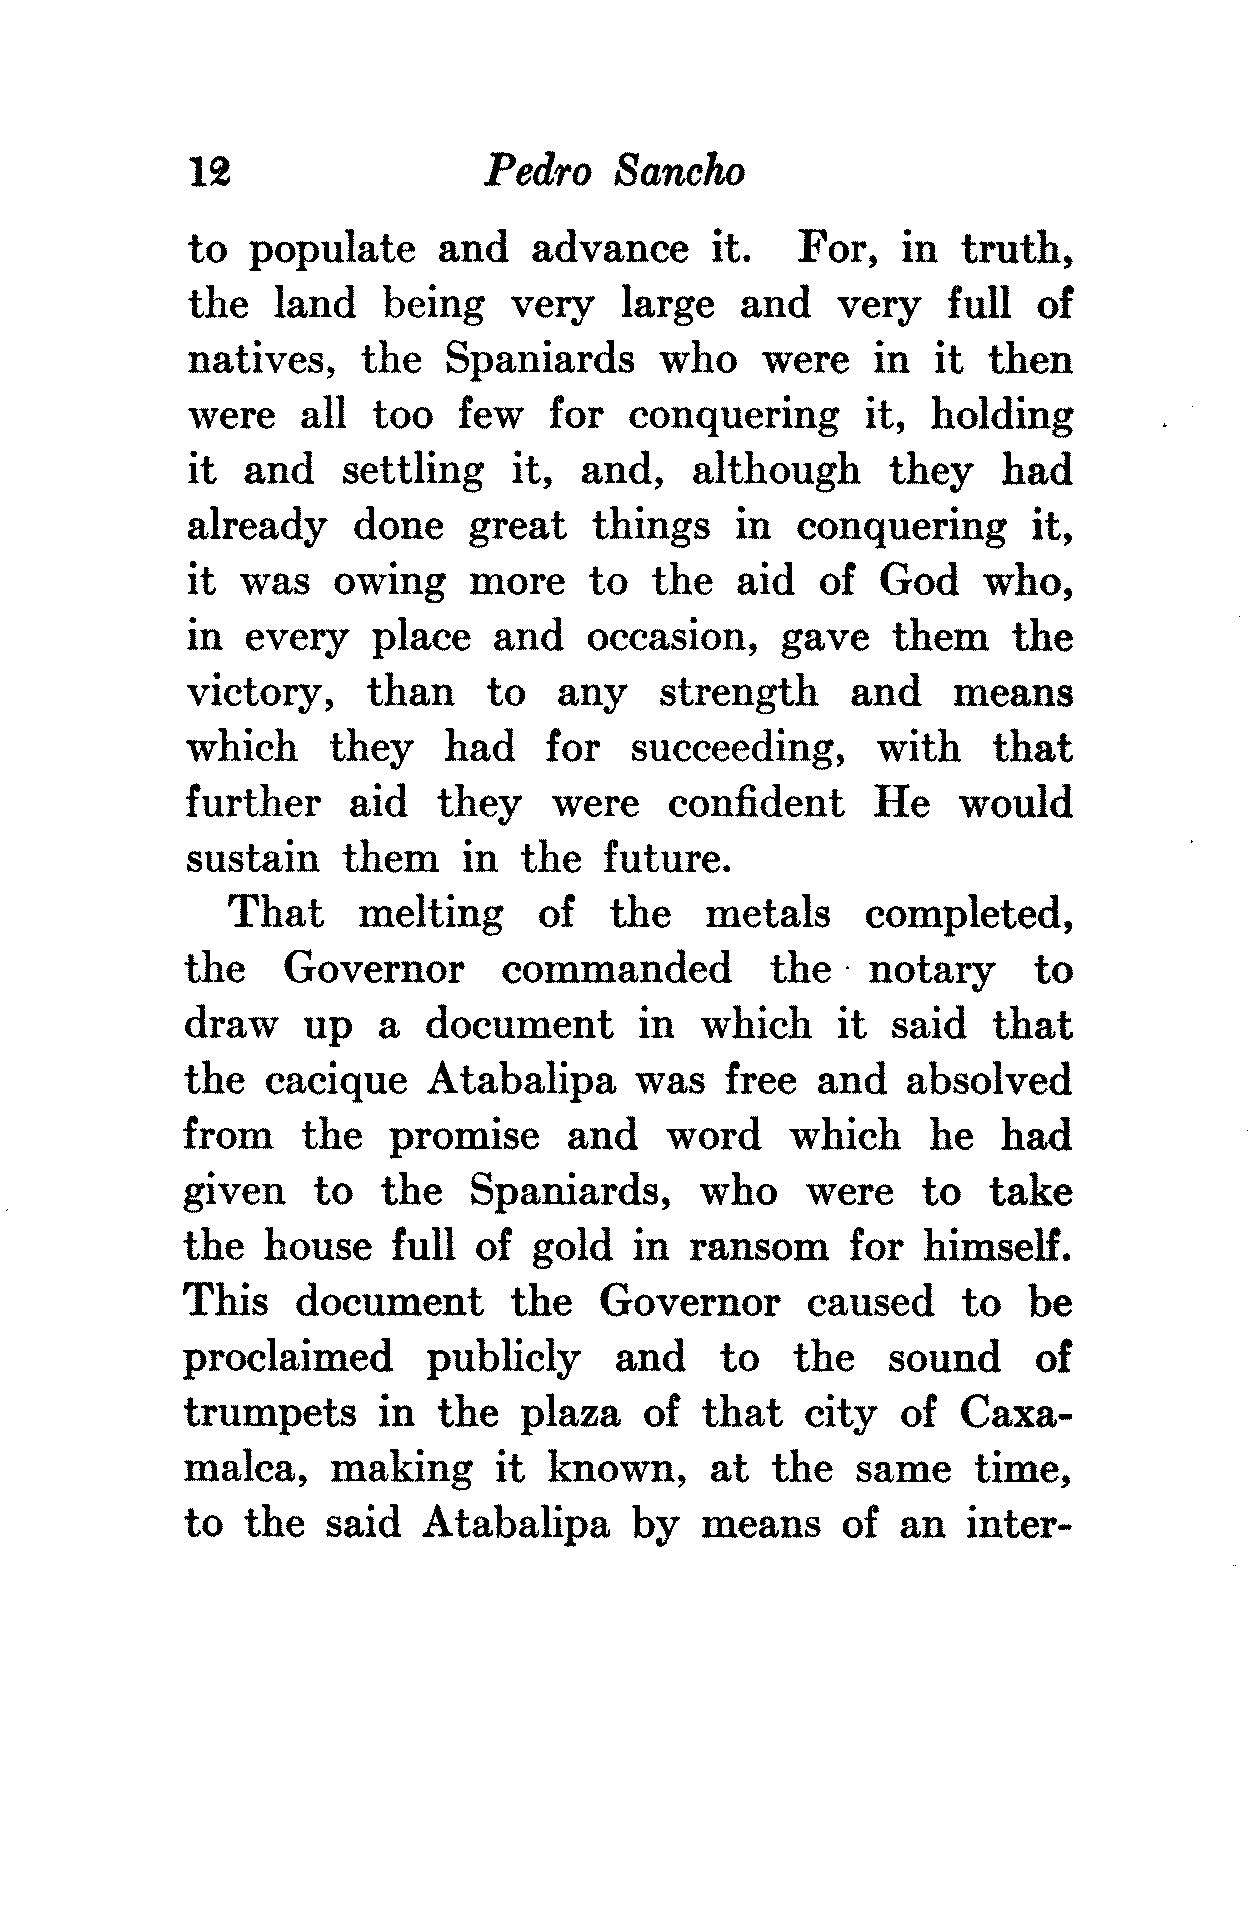 12 Pedro Sancho
to populate and advance it. For, in truth,
the land being very large and very full of
natives, the Spaniards who were in it then
were all too few for conquering it, holding
it and settling it, and, although they had
already done great things in conquering it,
it was owing more to the aid of God who,
in every place and occasion, gave them the
victory, than to any strength and means
which they had for succeeding, with that
further aid they were confident He would
sustain them in the future.
That melting of the metals completed,
the Governor commanded the notary to
draw up a document in which it said that
the cacique Atabalipa was free and absolved
from the promise and word which he had
given to the Spaniards, who were to take
the house full of gold in ransom for himself.
This document the Governor caused to be
proclaimed publicly and to the sound of
trumpets in the plaza of that city of Caxa-
malca, making it known, at the same time,
to the said Atabalipa by means of an inter-